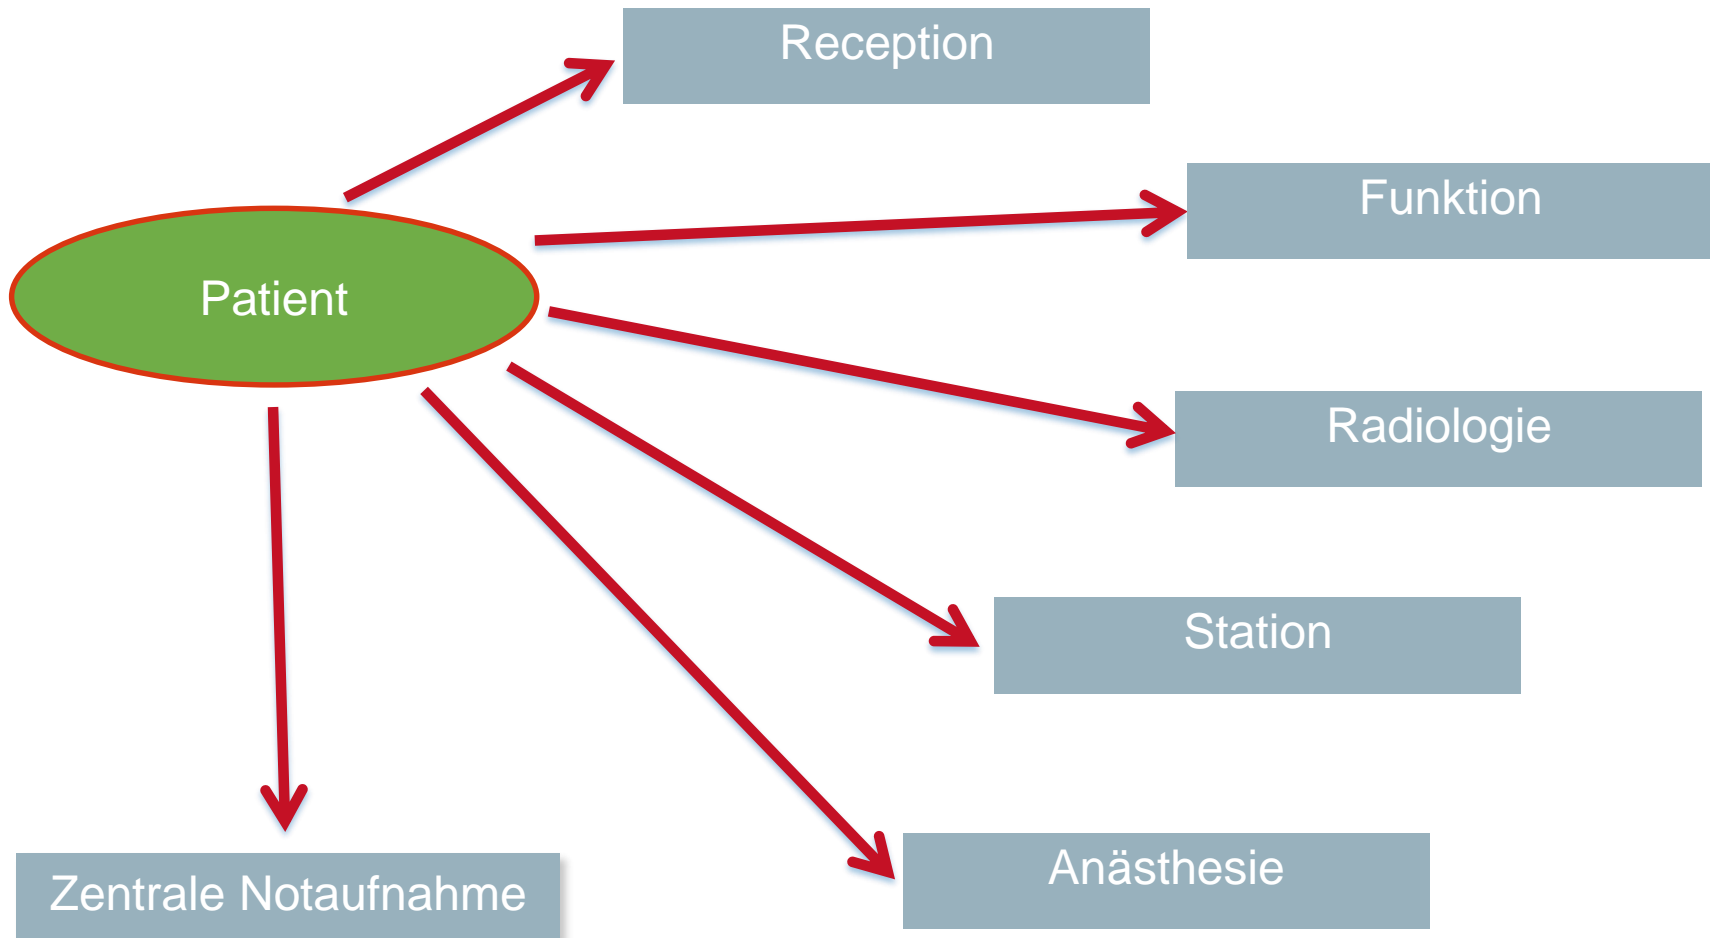 Reception
Funktion
Patient
Radiologie
Station
Anästhesie
Zentrale Notaufnahme